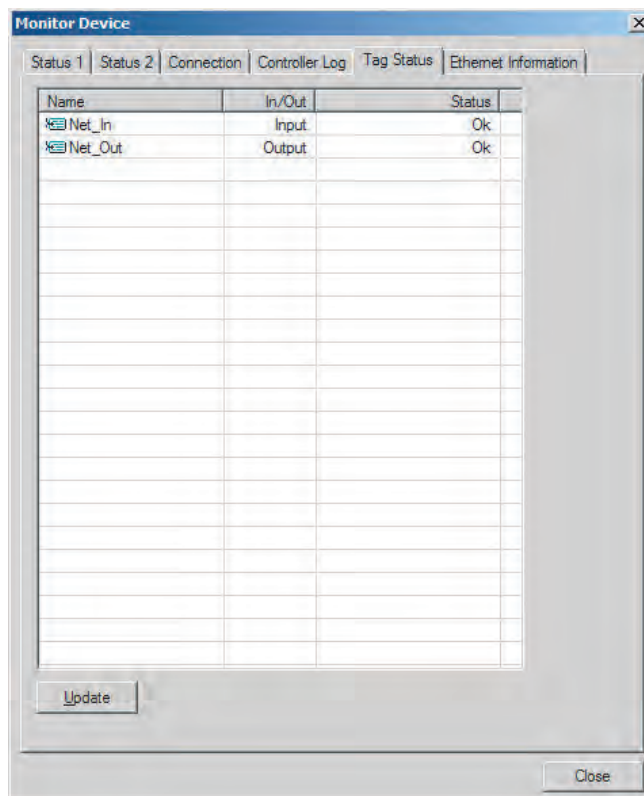 Monitor Device
Status 1 Status 2 Connection Controller Log Tag Status Ethernet Information
Name In/Out Status
Net_In Input Ok
Net_Out Output Ok
Update
Close